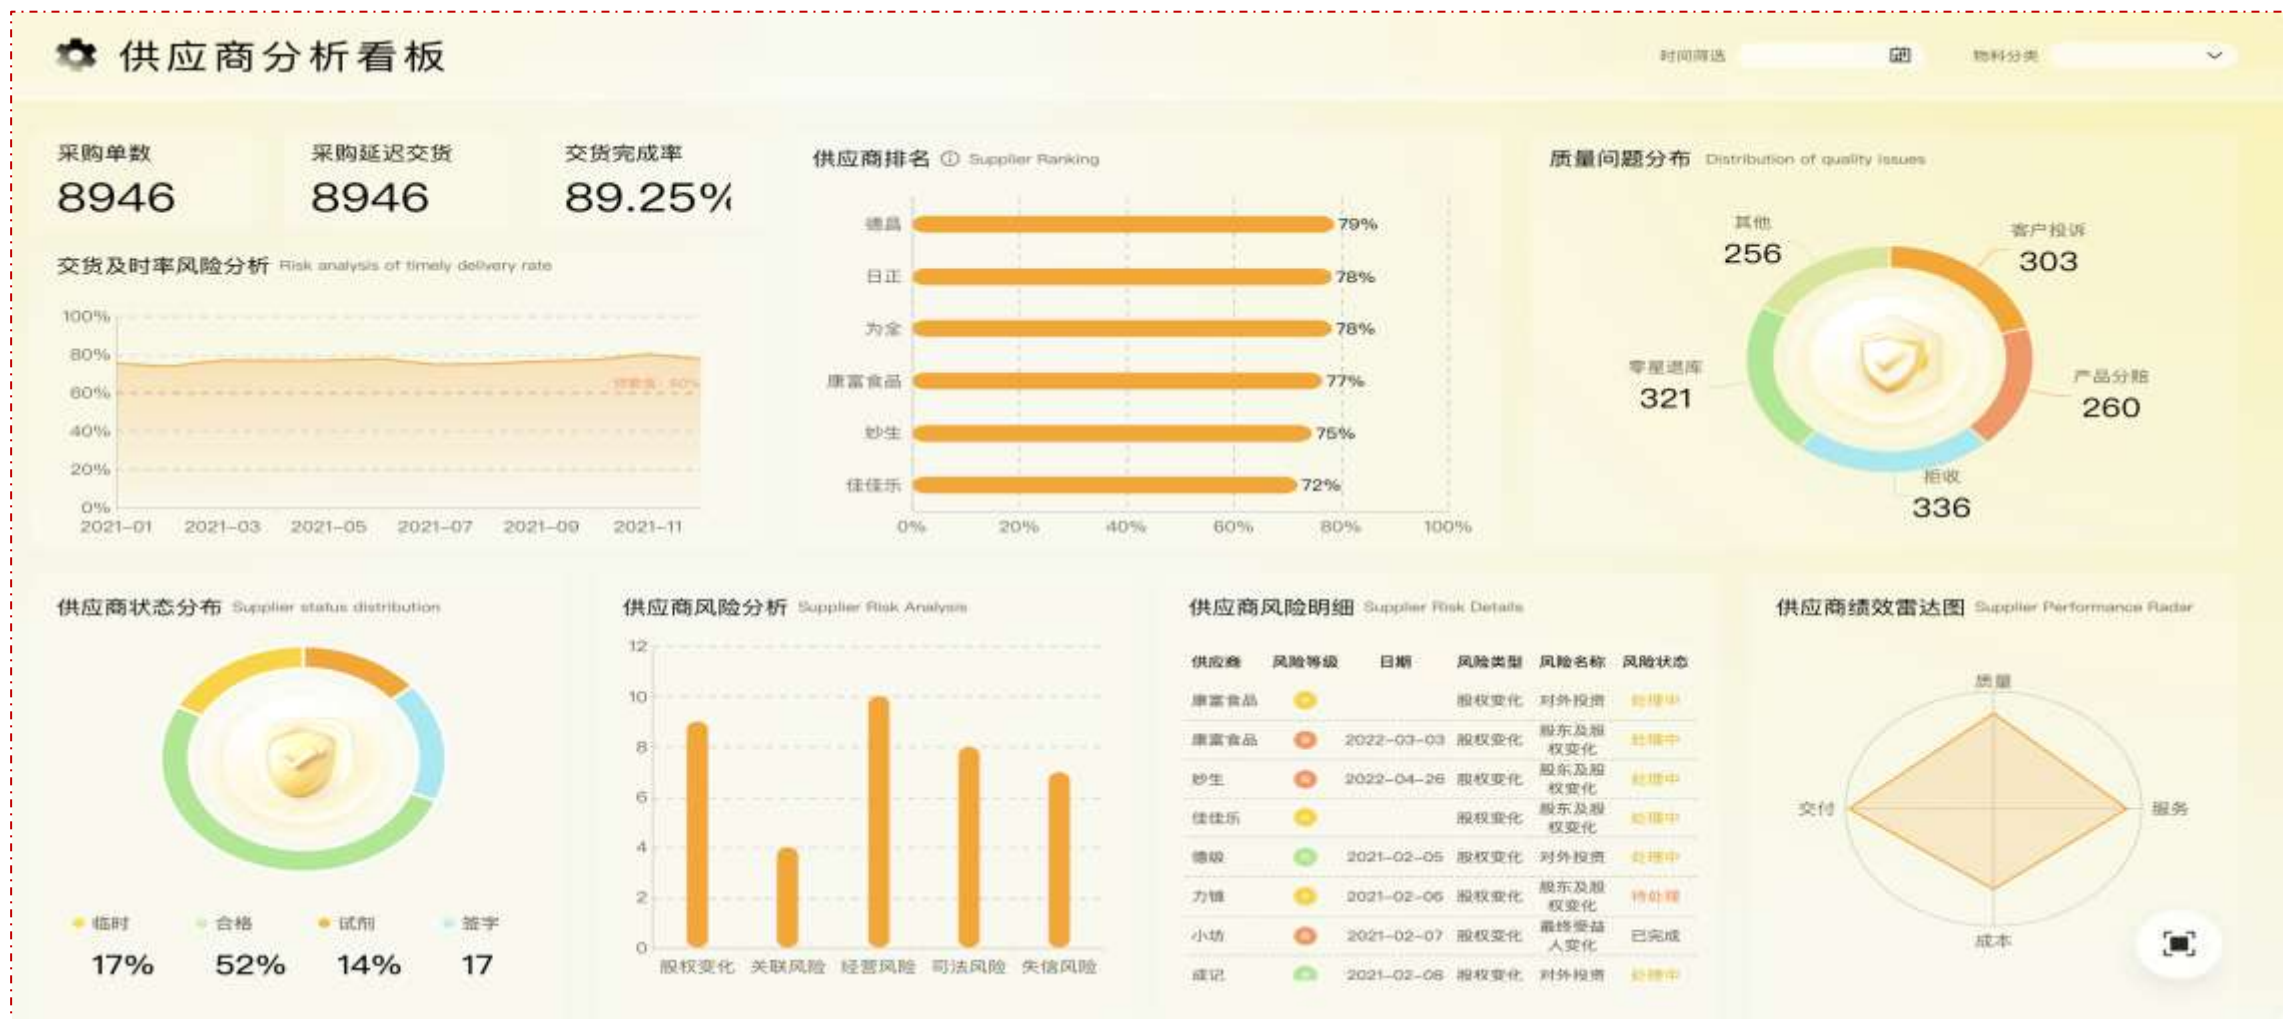 供应商分析看板
时间筛选
物料分类
采购单数
8946
采购延迟交货
8946
交货完成率
89.25%
交货及时率风险分析 Risk analysis of timely delivery rate
100%
80%
60%
40%
20%
0%
2021-01 2021-03 2021-05 2021-07 2021-09 2021-11
供应商排名 Supplier Ranking
德昌 79%
日正 78%
为全 78%
康富食品 77%
妙生 75%
佳佳乐 72%
0% 20% 40% 60% 80% 100%
质量问题分布 Distribution of quality issues
其他
256
客户投诉
303
零星退库
321
产品分赔
260
拒收
336
供应商状态分布 Supplier status distribution
临时 合格 试剂 签字
17% 52% 14% 17
供应商风险分析 Supplier Risk Analysis
12
10
8
6
4
2
0
股权变化 关联风险 经营风险 司法风险 失信风险
供应商风险明细 Supplier Risk Details
供应商 风险等级 日期 风险类型 风险名称 风险状态
康富食品 股权变化 对外投资 处理中
康富食品 2022-03-03 股权变化 股东及股权变化 处理中
妙生 2022-04-26 股权变化 股东及股权变化 处理中
佳佳乐 股权变化 股东及股权变化 处理中
2021-02-05 股权变化 对外投资 处理中
2021-02-06 股权变化 股东及股权变化 待处理
小坊 2021-02-07 股权变化 最终受益人变化 已完成
成记 2021-02-08 股权变化 对外投资 处理中
供应商绩效雷达图 Supplier Performance Radar
质量
交付
服务
成本